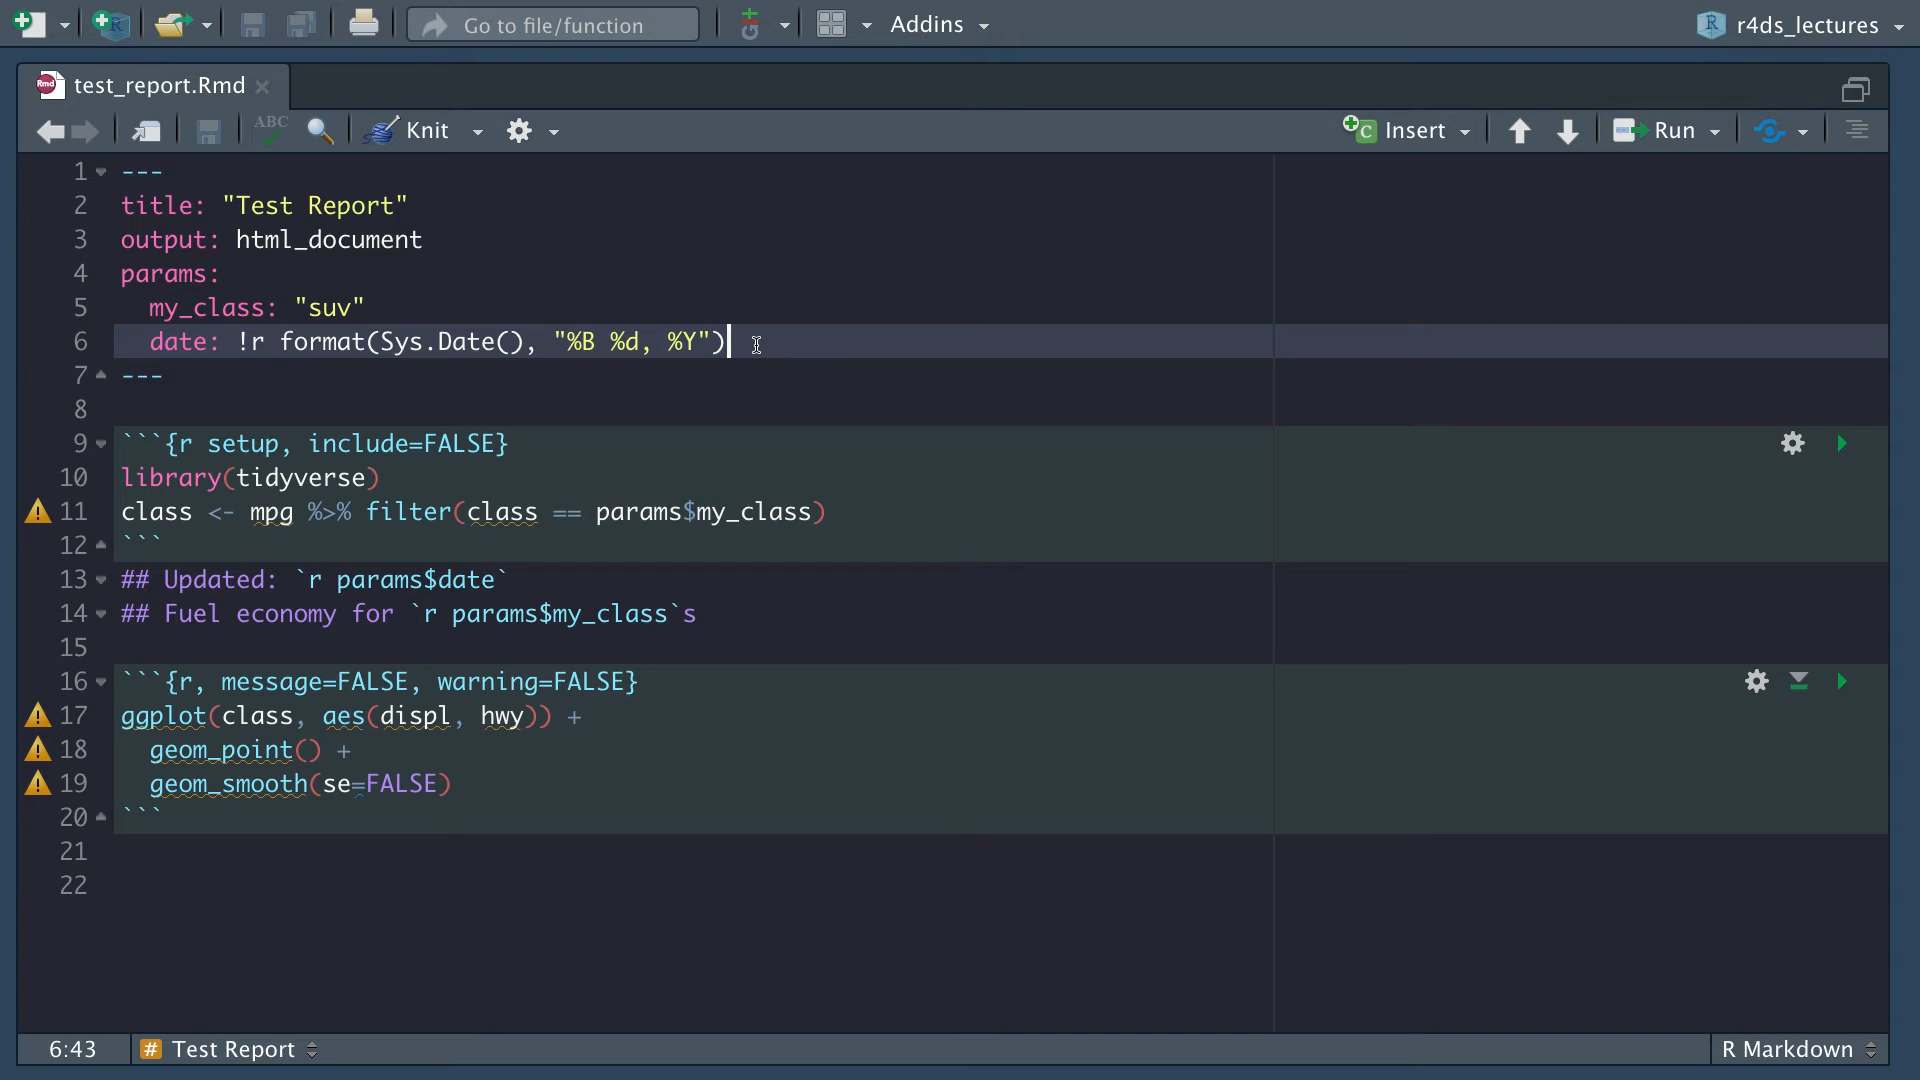 Go to file/function
Addins
r4ds_lectures
test_report.Rmd
ABC
Knit
Insert
Run
1 ---
2 title: "Test Report"
3 output: html_document
4 params:
5   my_class: "suv"
6   date: !r format(Sys.Date(), "%B %d, %Y")
7 ---
8
9 ```{r setup, include=FALSE}
10 library(tidyverse)
11 class <- mpg %>% filter(class == params$my_class)
12 ```
13 ## Updated: `r params$date`
14 ## Fuel economy for `r params$my_class`s
15
16 ```{r, message=FALSE, warning=FALSE}
17 ggplot(class, aes(displ, hwy)) +
18   geom_point() +
19   geom_smooth(se=FALSE)
20 ```
21
22
6:43
# Test Report
R Markdown